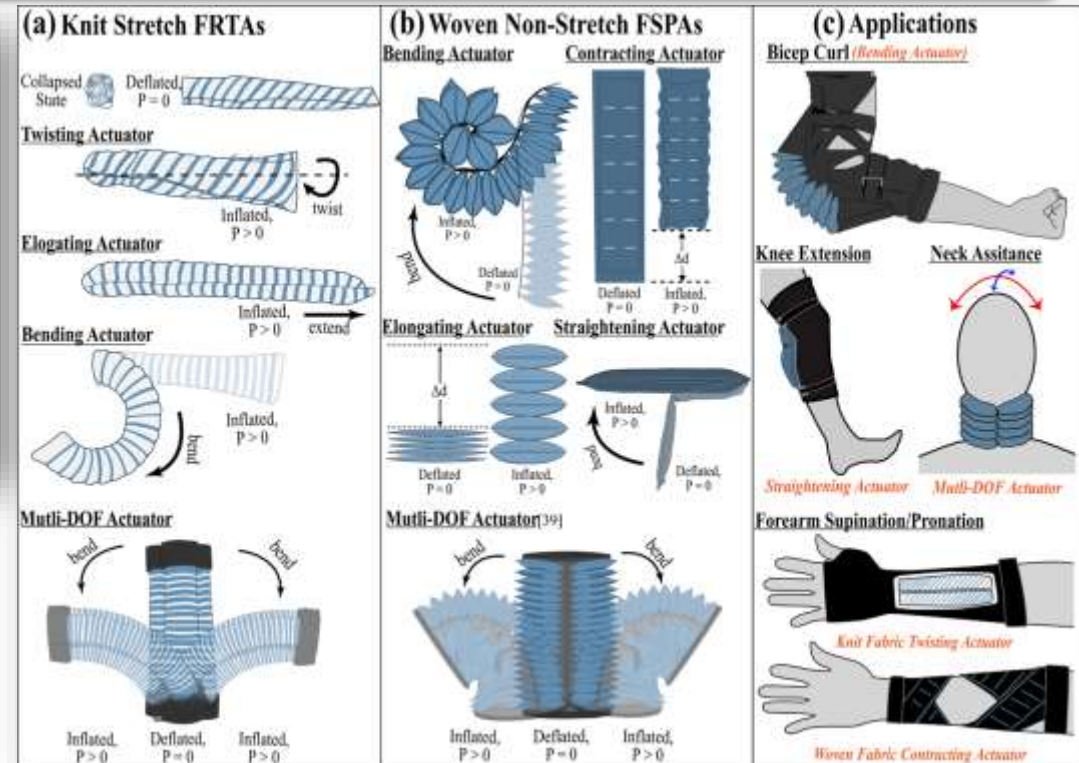 (a) Knit Stretch FRTAs
Collapsed
State
Deflated,
P = 0
Twisting Actuator
Inflated,
P > 0
twist
Elogating Actuator
Inflated,
P > 0
extend
Bending Actuator
Inflated,
P > 0
bend
Mutli-DOF Actuator
bend
bend
Inflated,
P > 0
Deflated,
P = 0
Inflated,
P > 0
(b) Woven Non-Stretch FSPAs
Bending Actuator
Inflated,
P > 0
Deflated
P = 0
bend
Contracting Actuator
Δd
Deflated
P = 0
Inflated,
P > 0
Elongating Actuator
Δd
Deflated
P = 0
Inflated,
P > 0
Straightening Actuator
Inflated,
P > 0
bend
Deflated,
P = 0
Mutli-DOF Actuator[39]
bend
bend
Inflated,
P > 0
Deflated,
P = 0
Inflated,
P > 0
(c) Applications
Bicep Curl (Bending Actuator)
Knee Extension
Straightening Actuator
Neck Assitance
Mutli-DOF Actuator
Forearm Supination/Pronation
Knit Fabric Twisting Actuator
Woven Fabric Contracting Actuator